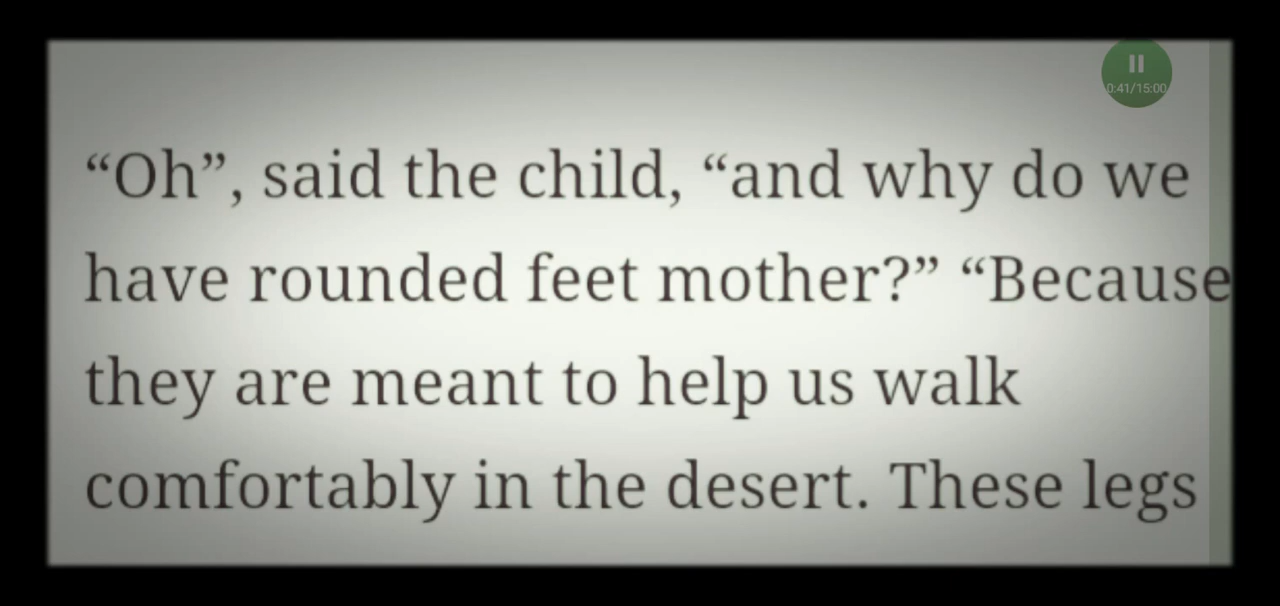 0:41/15:00
“Oh”, said the child, “and why do we
have rounded feet mother?” “Because
they are meant to help us walk
comfortably in the desert. These legs